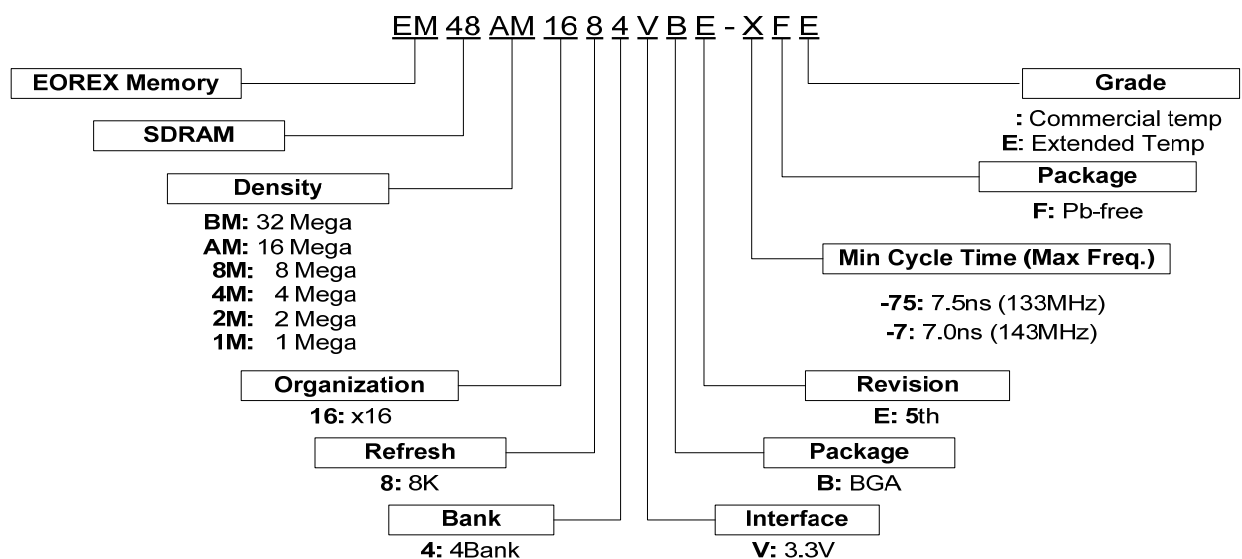 EM 48 AM 16 8 4 V B E - X F E
EOREX Memory
Grade
: Commercial temp
E: Extended Temp
SDRAM
Package
F: Pb-free
Density
BM: 32 Mega
AM: 16 Mega
8M: 8 Mega
4M: 4 Mega
2M: 2 Mega
1M: 1 Mega
Min Cycle Time (Max Freq.)
-75: 7.5ns (133MHz)
-7: 7.0ns (143MHz)
Organization
16: x16
Revision
E: 5th
Refresh
8: 8K
Package
B: BGA
Bank
4: 4Bank
Interface
V: 3.3V